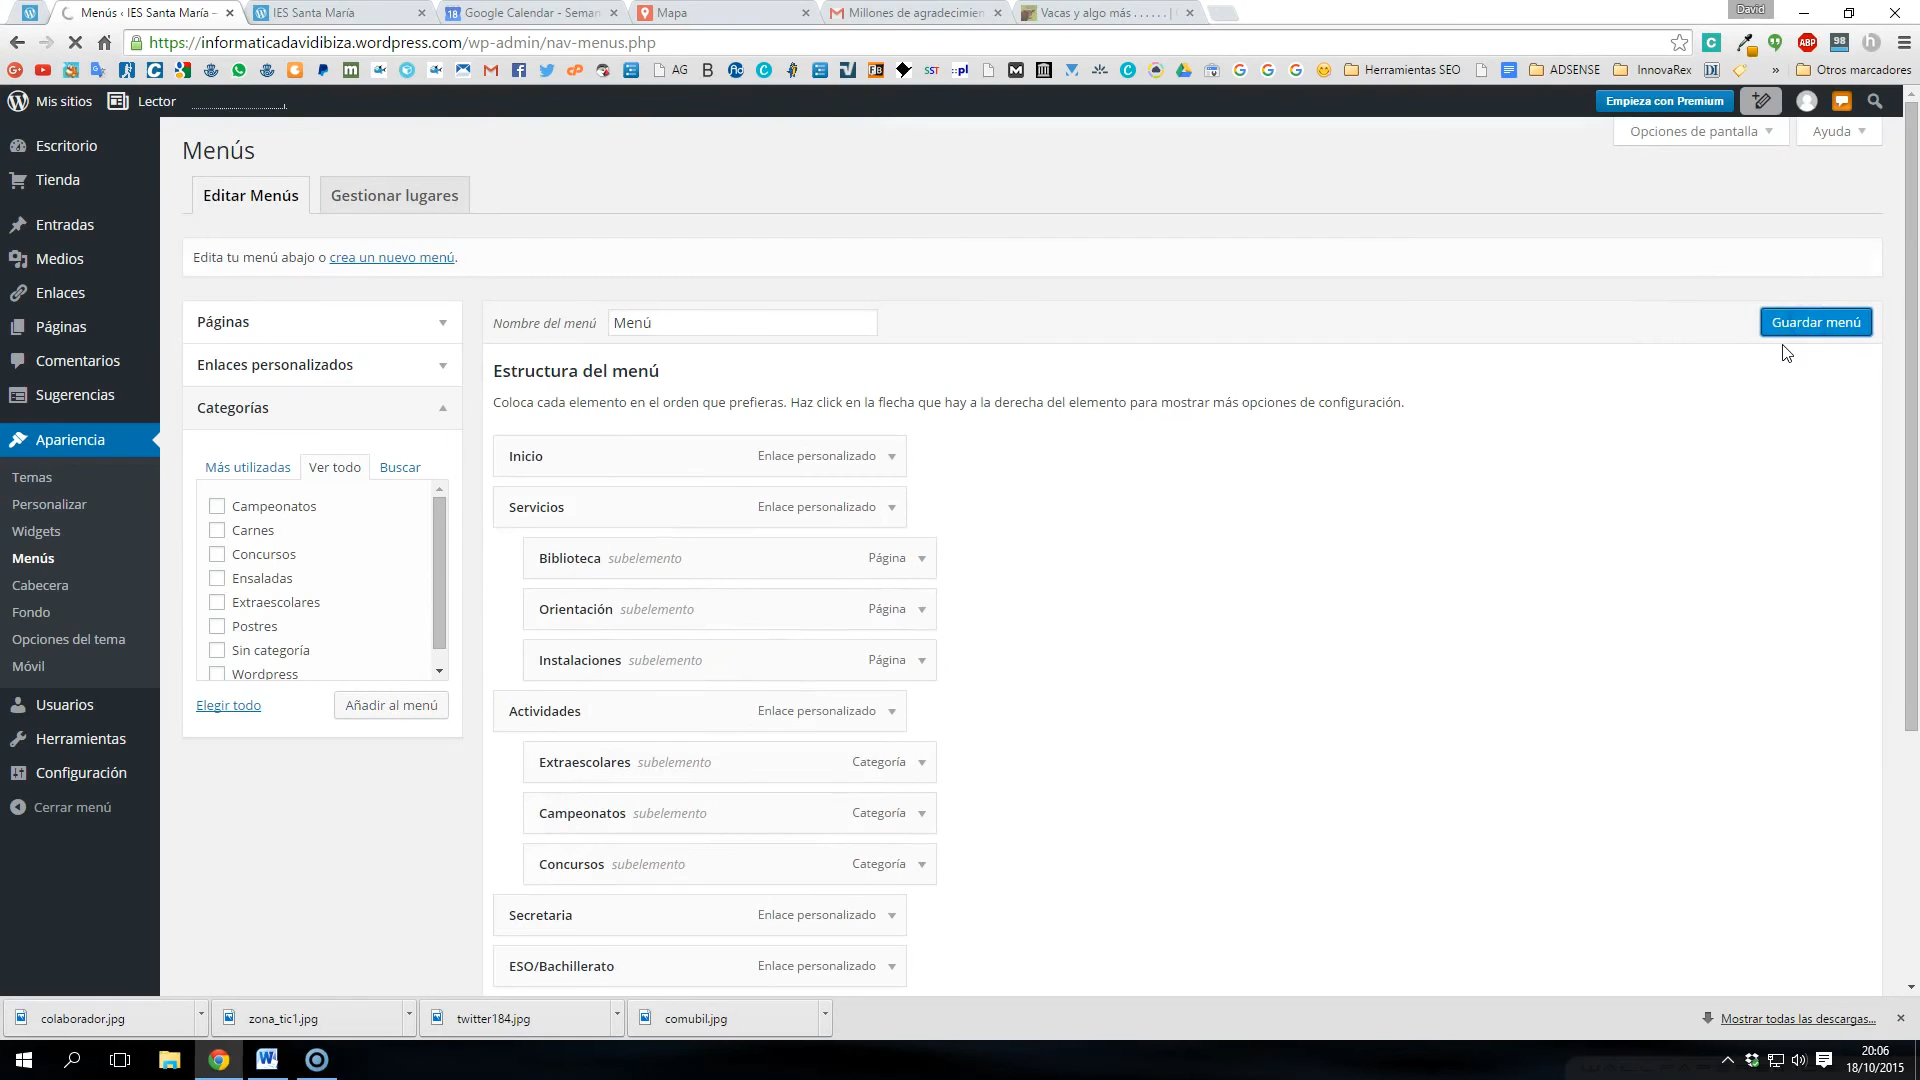 Menús ‹ IES Santa María –
IES Santa María
Google Calendar - Seman
Mapa
Millones de agradecimien
Vacas y algo más . . . . . . |
David
https://informaticadavidibiza.wordpress.com/wp-admin/nav-menus.php
AG
SST
Herramientas SEO
ADSENSE
InnovaRex
Otros marcadores
Mis sitios
Lector
Empieza con Premium
Opciones de pantalla
Ayuda
Escritorio
Tienda
Entradas
Medios
Enlaces
Páginas
Comentarios
Sugerencias
Apariencia
Temas
Personalizar
Widgets
Menús
Cabecera
Fondo
Opciones del tema
Móvil
Usuarios
Herramientas
Configuración
Cerrar menú
Menús
Editar Menús
Gestionar lugares
Edita tu menú abajo o crea un nuevo menú.
Páginas
Enlaces personalizados
Categorías
Más utilizadas
Ver todo
Buscar
Campeonatos
Carnes
Concursos
Ensaladas
Extraescolares
Postres
Sin categoría
Wordpress
Elegir todo
Añadir al menú
Nombre del menú
Menú
Guardar menú
Estructura del menú
Coloca cada elemento en el orden que prefieras. Haz click en la flecha que hay a la derecha del elemento para mostrar más opciones de configuración.
Inicio Enlace personalizado
Servicios Enlace personalizado
Biblioteca subelemento Página
Orientación subelemento Página
Instalaciones subelemento Página
Actividades Enlace personalizado
Extraescolares subelemento Categoría
Campeonatos subelemento Categoría
Concursos subelemento Categoría
Secretaria Enlace personalizado
ESO/Bachillerato Enlace personalizado
colaborador.jpg
zona_tic1.jpg
twitter184.jpg
comubil.jpg
Mostrar todas las descargas...
20:06
18/10/2015